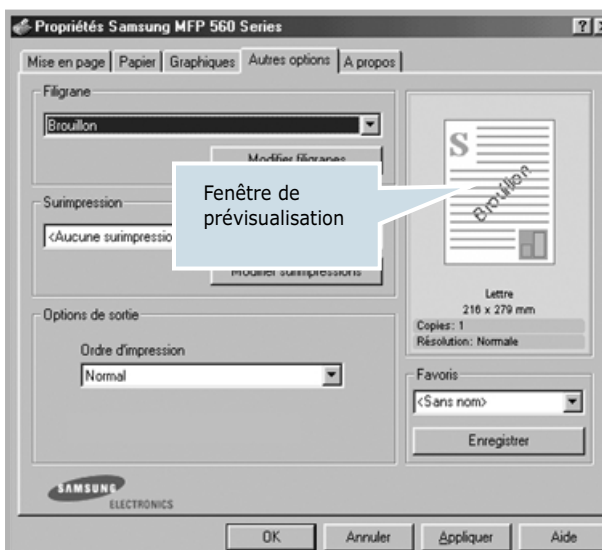 Propriétés Samsung MFP 560 Series
Mise en page Papier Graphiques Autres options A propos
Filigrane
Brouillon
Modifier filigranes
Surimpression
<Aucune surimpressio
Modifier surimpressions
Fenêtre de
prévisualisation
S
Brouillon
Lettre
216 x 279 mm
Copies: 1
Résolution: Normale
Options de sortie
Ordre d'impression
Normal
Favoris
<Sans nom>
Enregistrer
SAMSUNG
ELECTRONICS
OK Annuler Appliquer Aide